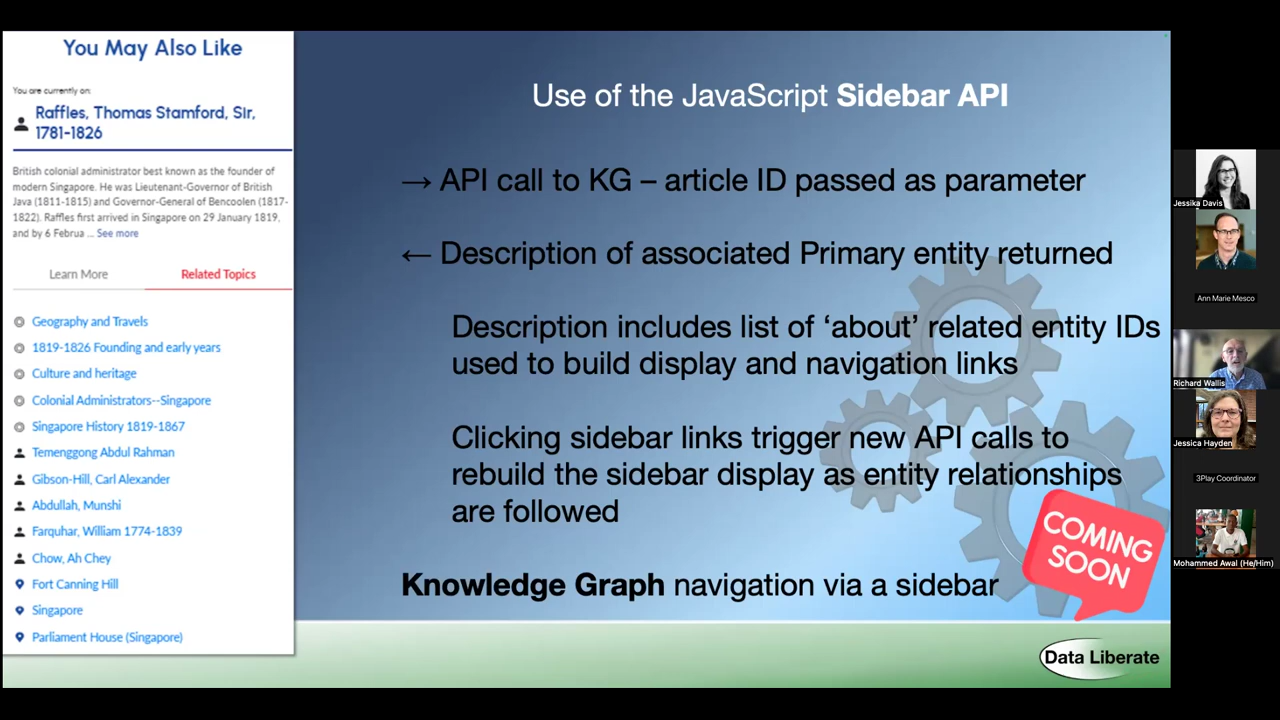 You May Also Like
You are currently on:
Raffles, Thomas Stamford, Sir,
1781-1826
British colonial administrator best known as the founder of
modern Singapore. He was Lieutenant-Governor of British
Java (1811-1815) and Governor-General of Bencoolen (1817-
1822). Raffles first arrived in Singapore on 29 January 1819,
and by 6 Februa ... See more
Learn More
Related Topics
Geography and Travels
1819-1826 Founding and early years
Culture and heritage
Colonial Administrators--Singapore
Singapore History 1819-1867
Temenggong Abdul Rahman
Gibson-Hill, Carl Alexander
Abdullah, Munshi
Farquhar, William 1774-1839
Chow, Ah Chey
Fort Canning Hill
Singapore
Parliament House (Singapore)
Use of the JavaScript Sidebar API
→ API call to KG – article ID passed as parameter
← Description of associated Primary entity returned
Description includes list of ‘about’ related entity IDs
used to build display and navigation links
Clicking sidebar links trigger new API calls to
rebuild the sidebar display as entity relationships
are followed
Knowledge Graph navigation via a sidebar
COMING
SOON
Data Liberate
Jessika Davis
Ann Marie Mesco
Richard Wallis
Jessica Hayden
3Play Coordinator
Mohammed Awal (He/Him)